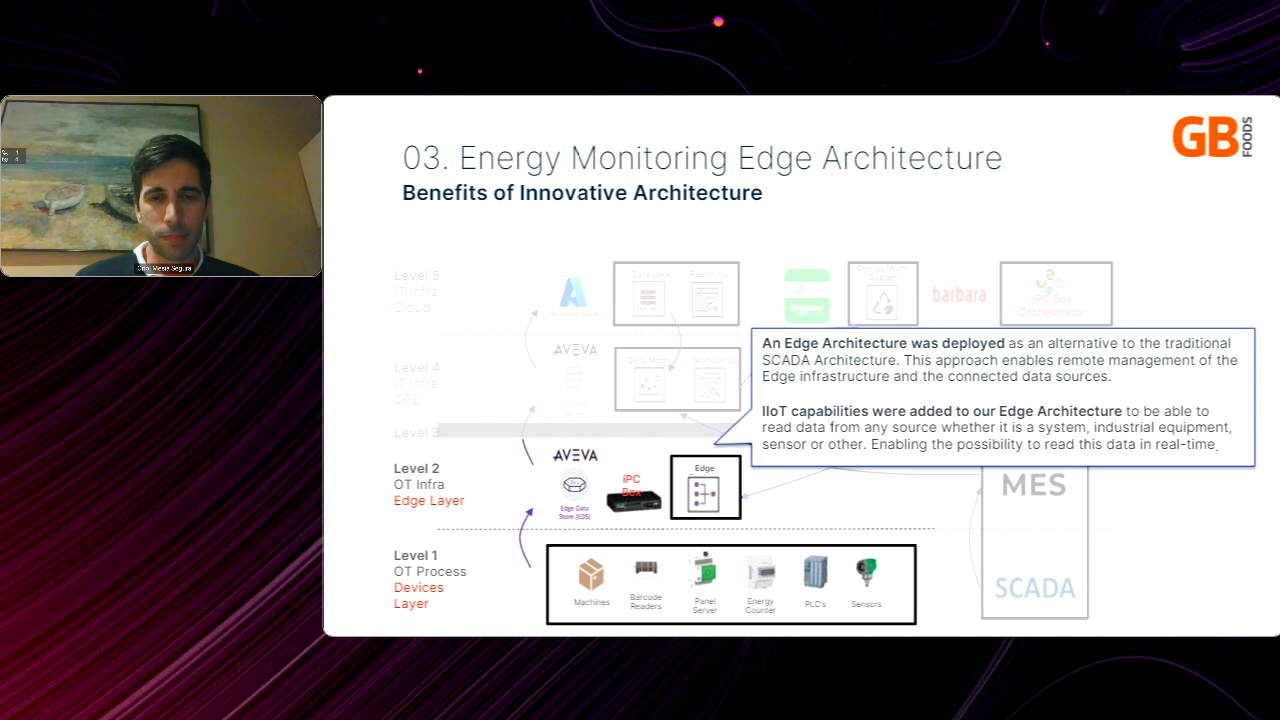 Oriol Mesia Segura
GB
FOODS
03. Energy Monitoring Edge Architecture
Benefits of Innovative Architecture
Level 5
IT Infra
Cloud
Microsoft Azure
Data Lake
Reporting
Schneider
Energy Mgmt
System
barbara
iPC Box
Orchestrator
An Edge Architecture was deployed as an alternative to the traditional
SCADA Architecture. This approach enables remote management of the
Edge infrastructure and the connected data sources.
IIoT capabilities were added to our Edge Architecture to be able to
read data from any source whether it is a system, industrial equipment,
sensor or other. Enabling the possibility to read this data in real-time.
Level 4
IT Infra
CPD
AVEVA
Data Mgmt
Monitoring
Level 3
Level 2
OT Infra
Edge Layer
AVEVA
Edge Data
Store (EDS)
iPC
Box
Edge
MES
SCADA
Level 1
OT Process
Devices
Layer
Machines
Barcode
Readers
Panel
Server
Energy
Counter
PLC's
Sensors